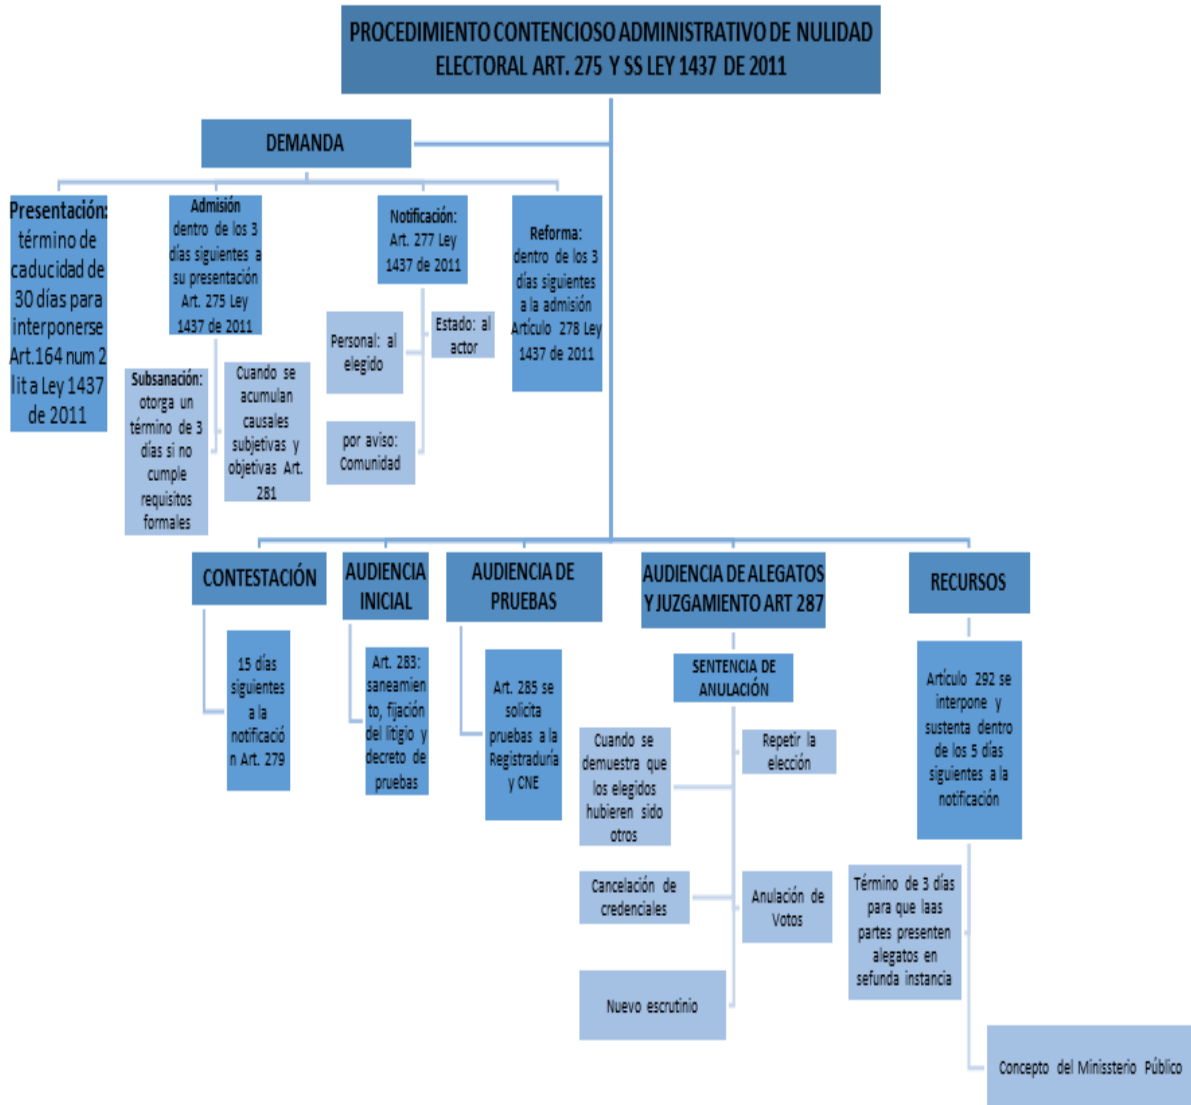 PROCEDIMIENTO CONTENCIOSO ADMINISTRATIVO DE NULIDAD
ELECTORAL ART. 275 Y SS LEY 1437 DE 2011
DEMANDA
Presentación:
término de
caducidad de
30 días para
interponerse
Art.164 num 2
lit a Ley 1437
de 2011
Admisión
dentro de los 3
días siguientes a
su presentación
Art. 275 Ley
1437 de 2011
Subsanación:
otorga un
término de 3
días si no
cumple
requisitos
formales
Cuando se
acumulan
causales
subjetivas y
objetivas Art.
281
Notificación:
Art. 277 Ley
1437 de 2011
Personal: al
elegido
Estado: al
actor
por aviso:
Comunidad
Reforma:
dentro de los 3
días siguientes
a la admisión
Artículo 278 Ley
1437 de 2011
CONTESTACIÓN
15 días
siguientes
a la
notificació
n Art. 279
AUDIENCIA
INICIAL
Art. 283:
saneamien
to, fijación
del litigio y
decreto de
pruebas
AUDIENCIA DE
PRUEBAS
Art. 285 se
solicita
pruebas a la
Registraduría
y CNE
AUDIENCIA DE ALEGATOS
Y JUZGAMIENTO ART 287
SENTENCIA DE
ANULACIÓN
Cuando se
demuestra que
los elegidos
hubieren sido
otros
Repetir la
elección
Cancelación de
credenciales
Anulación de
Votos
Nuevo escrutinio
RECURSOS
Artículo 292 se
interpone y
sustenta dentro
de los 5 días
siguientes a la
notificación
Término de 3 días
para que laas
partes presenten
alegatos en
sefunda instancia
Concepto del Minissterio Público